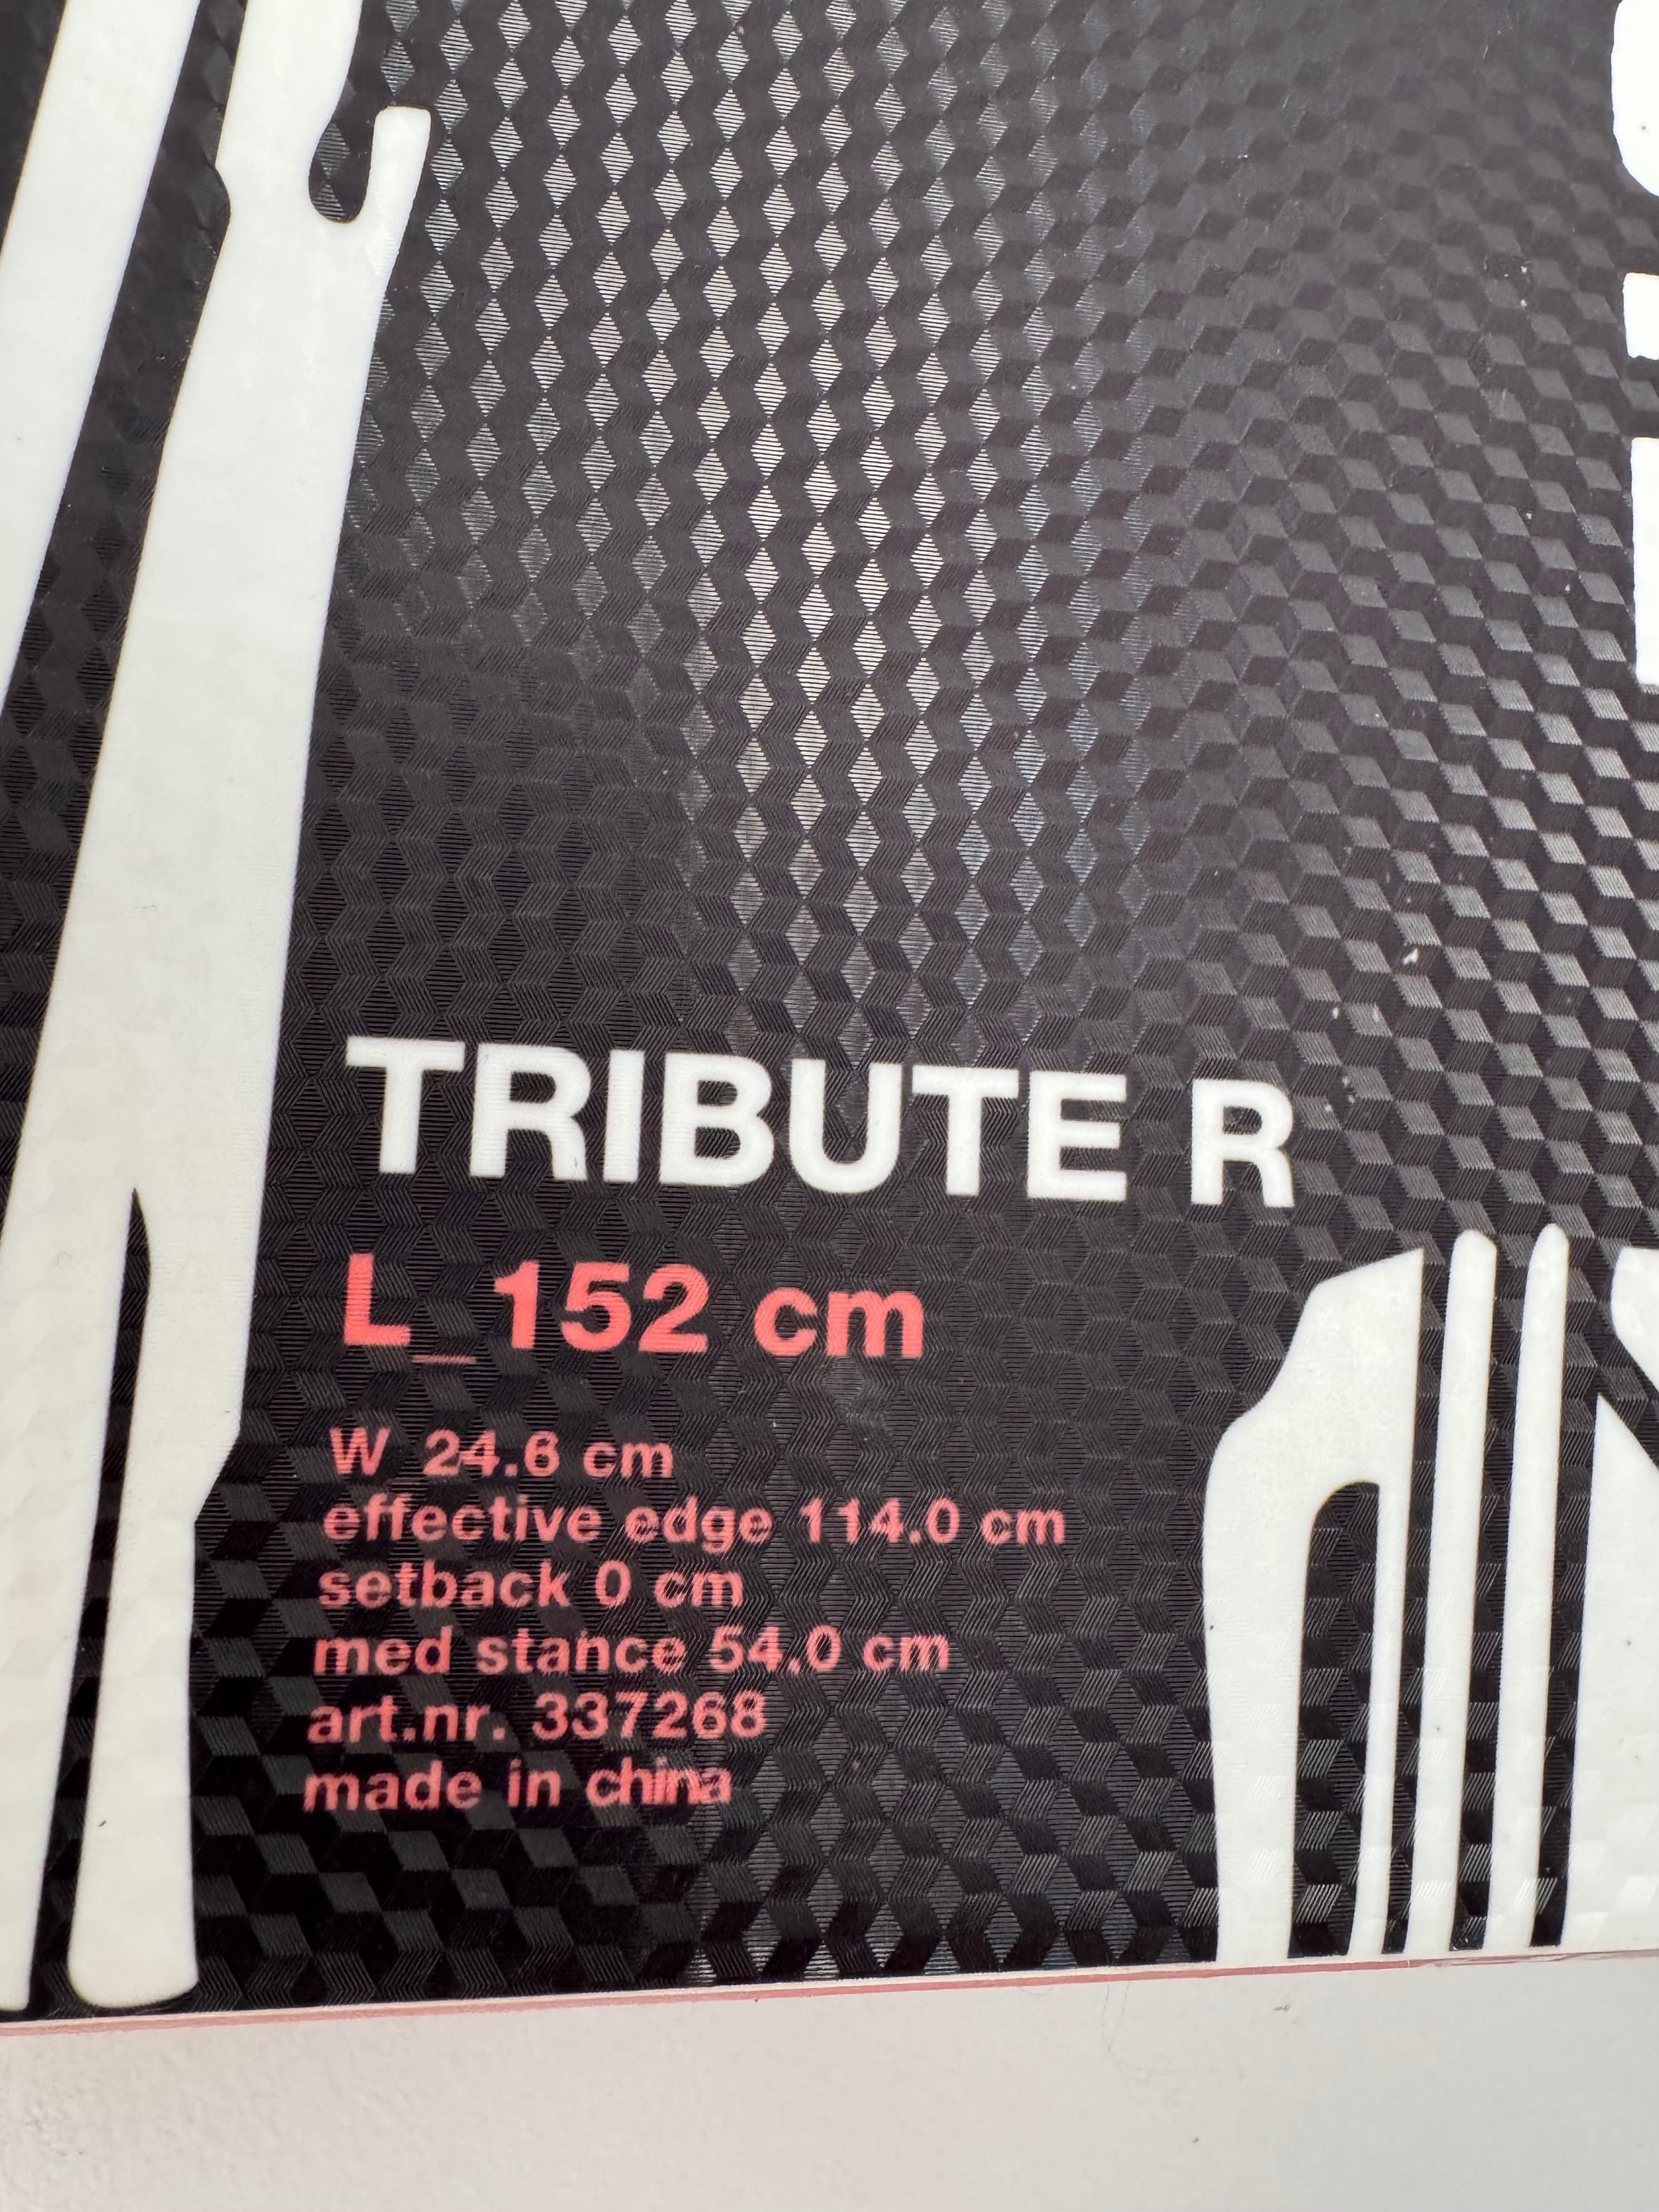 TRIBUTE R
L_152 cm
W 24.6 cm
effective edge 114.0 cm
setback 0 cm
med stance 54.0 cm
art.nr. 337268
made in china